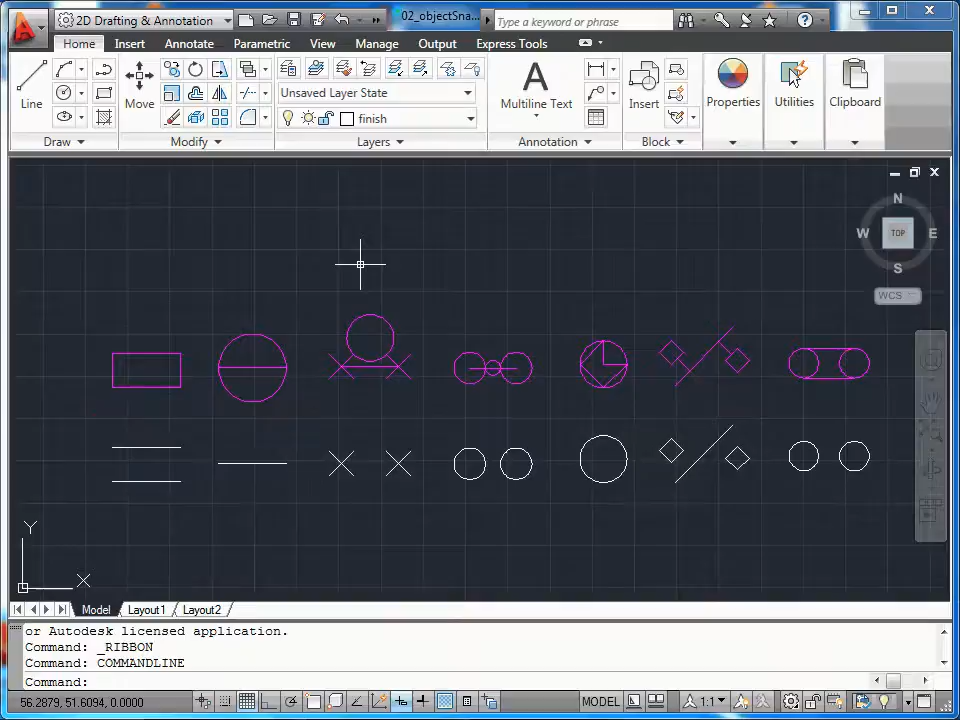 2D Drafting & Annotation
02_objectSna...
Type a keyword or phrase
Home Insert Annotate Parametric View Manage Output Express Tools
Line
Move
Unsaved Layer State
finish
A
Multiline Text
Insert
Properties
Utilities
Clipboard
Draw Modify Layers Annotation Block
N
W TOP E
S
WCS
Y
X
Model Layout1 Layout2
or Autodesk licensed application.
Command: _RIBBON
Command: COMMANDLINE
Command:
56.2879, 51.6094, 0.0000
MODEL
1:1